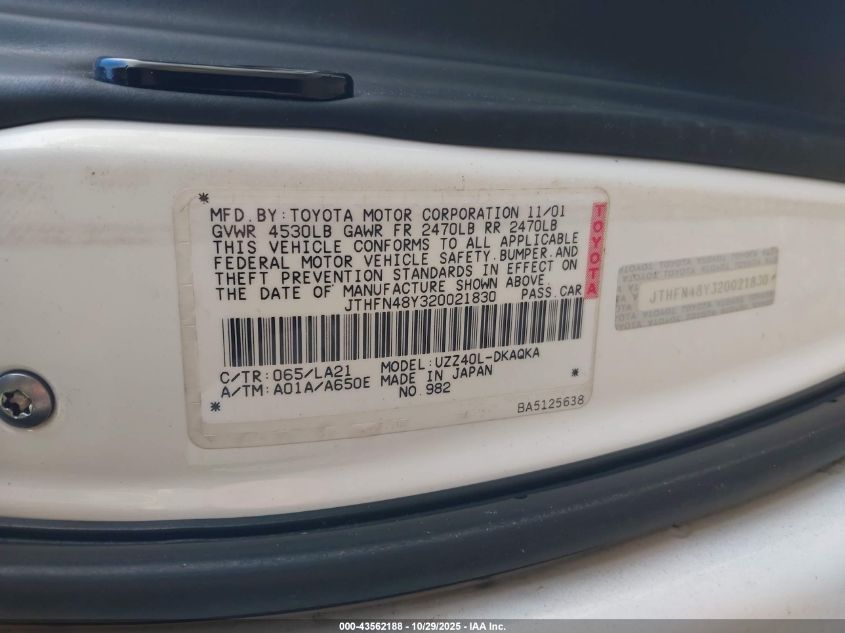 MFD. BY: TOYOTA MOTOR CORPORATION 11/01
GVWR 4530LB GAWR FR 2470LB RR 2470LB
THIS VEHICLE CONFORMS TO ALL APPLICABLE
FEDERAL MOTOR VEHICLE SAFETY, BUMPER, AND
THEFT PREVENTION STANDARDS IN EFFECT ON
THE DATE OF MANUFACTURE SHOWN ABOVE.
JTHFN48Y320021830 PASS. CAR
C/TR: 065/LA21 MODEL: UZZ40L-DKAQKA
A/TM: A01A/A650E MADE IN JAPAN
NO. 982
BA5125638
TOYOTA
JTHFN48Y320021830
000-43562188 - 10/29/2025 - IAA Inc.